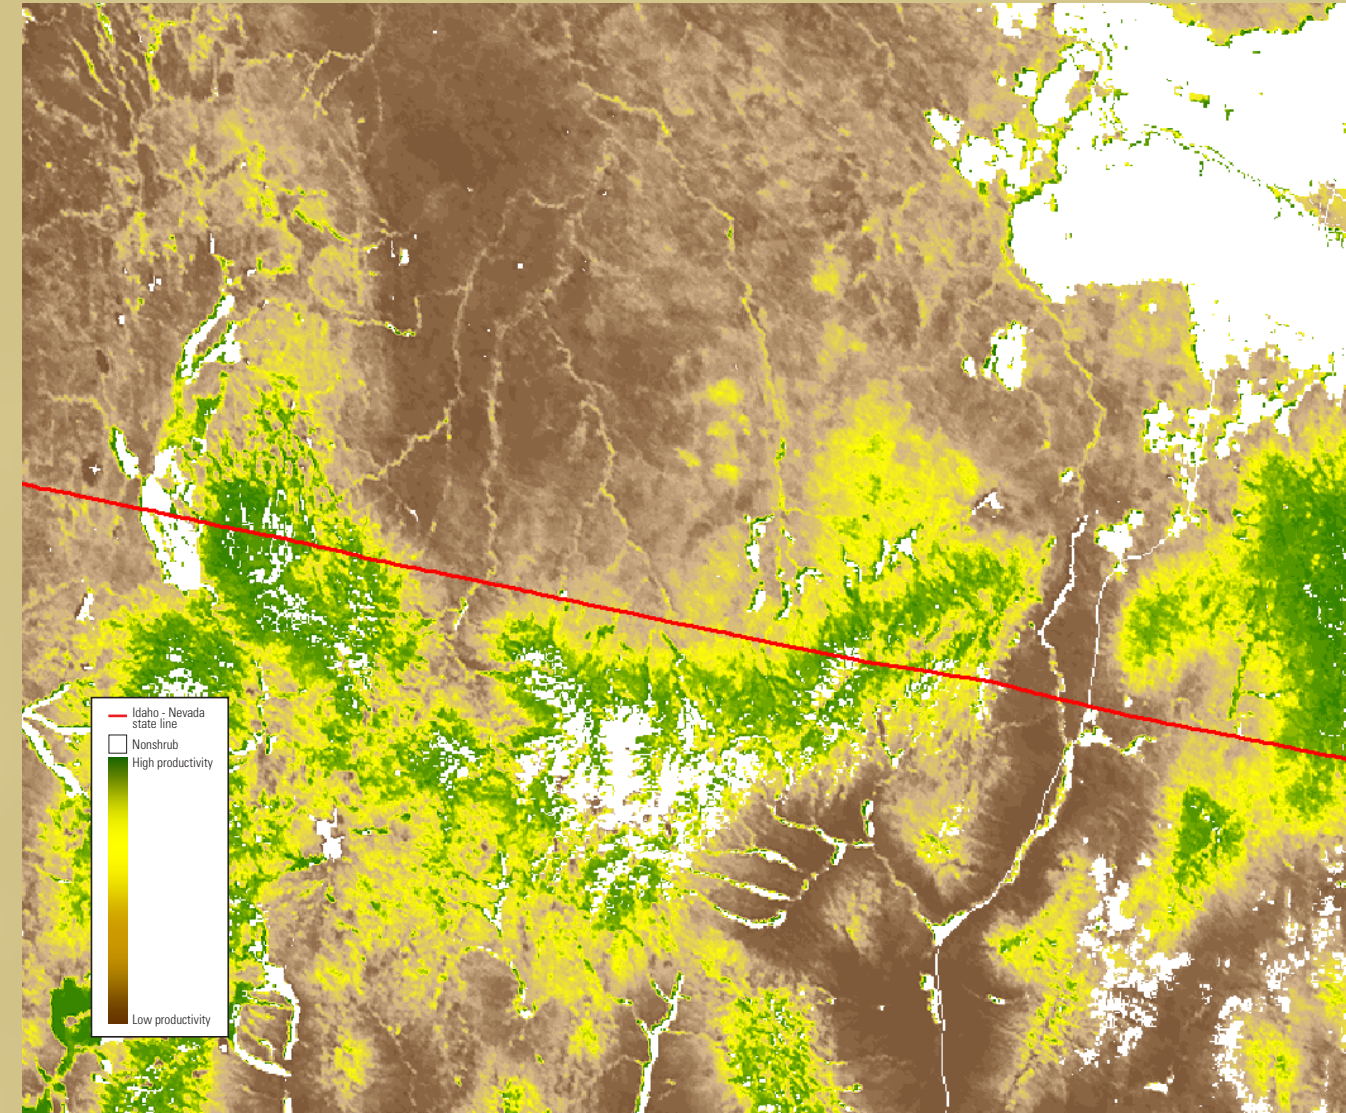 Idaho - Nevada
state line
Nonshrub
High productivity
Low productivity